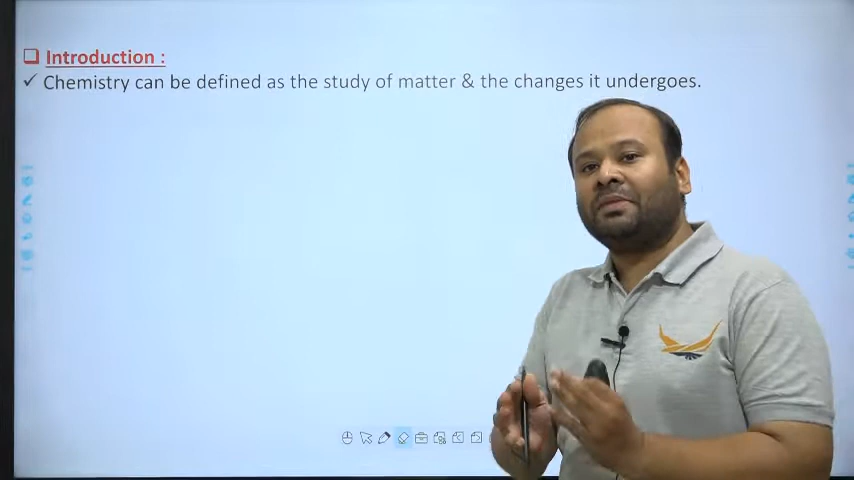 Introduction :
Chemistry can be defined as the study of matter & the changes it undergoes.